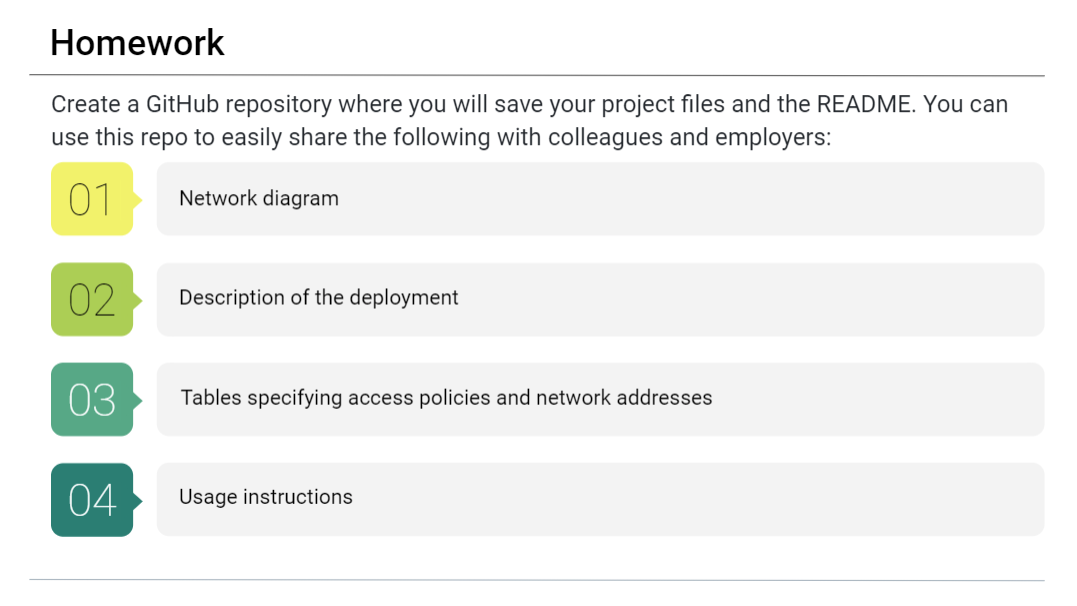 Homework
Create a GitHub repository where you will save your project files and the README. You can
use this repo to easily share the following with colleagues and employers:
01
Network diagram
02
Description of the deployment
03
Tables specifying access policies and network addresses
04
Usage instructions